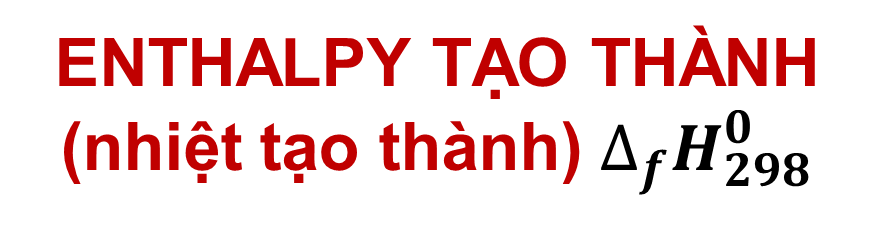 ENTHALPY TẠO THÀNH
(nhiệt tạo thành) Δ_f H^0_298